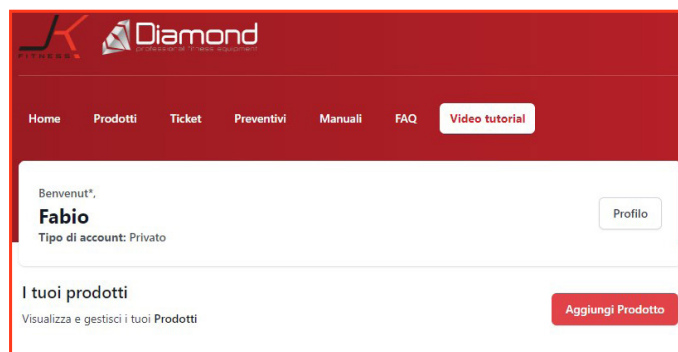 JK
FITNESS
Diamond
professional fitness equipment
Home Prodotti Ticket Preventivi Manuali FAQ Video tutorial
Benvenut*,
Fabio
Profilo
Tipo di account: Privato
I tuoi prodotti
Aggiungi Prodotto
Visualizza e gestisci i tuoi Prodotti